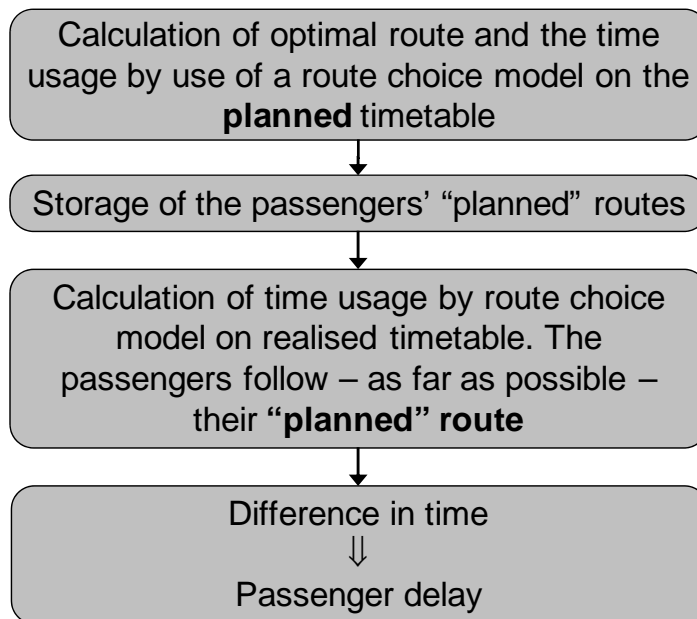 Calculation of optimal route and the time
usage by use of a route choice model on the
planned timetable
Storage of the passengers’ “planned” routes
Calculation of time usage by route choice
model on realised timetable. The
passengers follow – as far as possible –
their “planned” route
Difference in time
⇓
Passenger delay